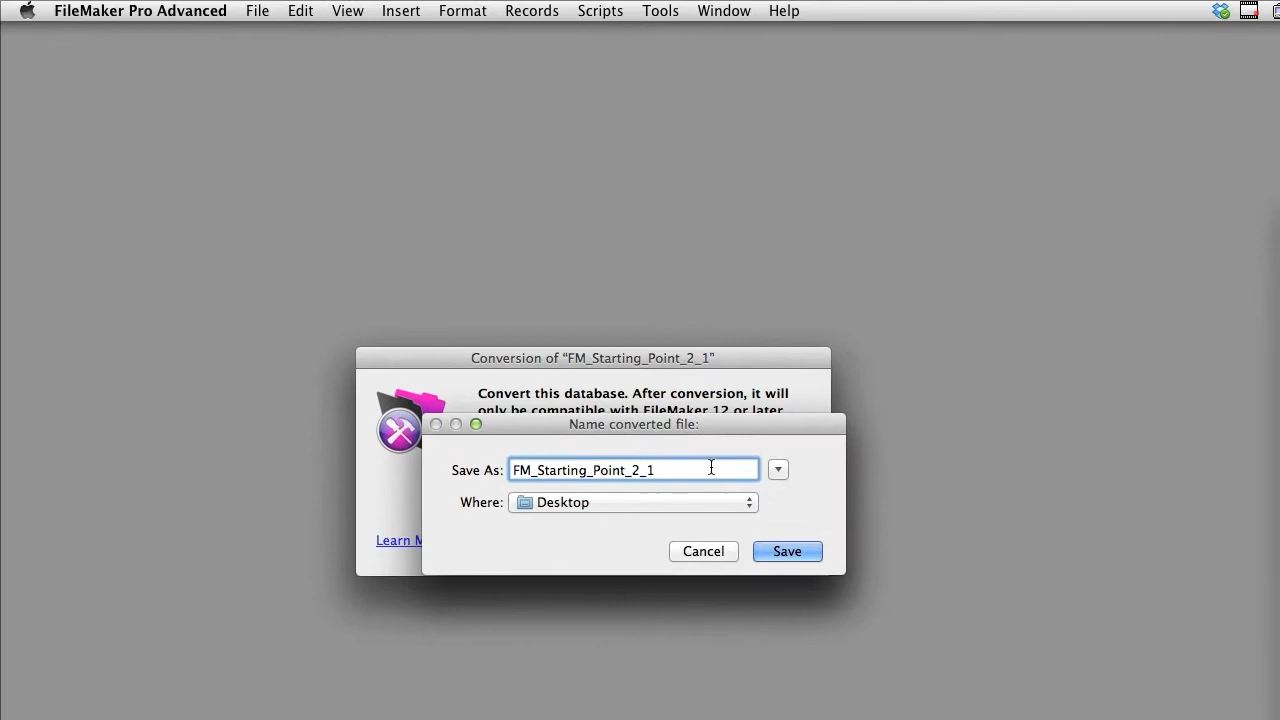 FileMaker Pro Advanced File Edit View Insert Format Records Scripts Tools Window Help
Conversion of “FM_Starting_Point_2_1”
Convert this database. After conversion, it will
only be compatible with FileMaker 12 or later
Name converted file:
Save As: FM_Starting_Point_2_1
Where: Desktop
Learn M
Cancel Save